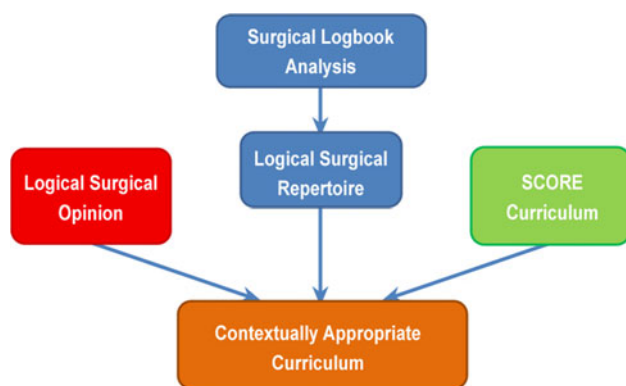 Surgical Logbook
Analysis
Logical Surgical
Opinion
Logical Surgical
Repertoire
SCORE
Curriculum
Contextually Appropriate
Curriculum